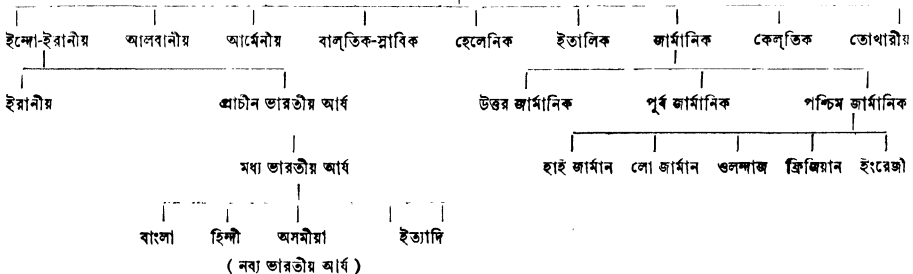 ইন্দো-ইরানীয় আলবানীয় আর্মেনীয় বাল্‌তিক-স্লাবিক হেলেনিক ইতালিক জার্মানিক কেল্‌তিক তোখারীয়
ইরানীয় প্রাচীন ভারতীয় আর্য উত্তর জার্মানিক পূর্ব জার্মানিক পশ্চিম জার্মানিক
মধ্য ভারতীয় আর্য হাই জার্মান লো জার্মান ওলন্দাজ ফ্রিজিয়ান ইংরেজী
বাংলা হিন্দী অসমীয়া ইত্যাদি
( নব্য ভারতীয় আর্য )